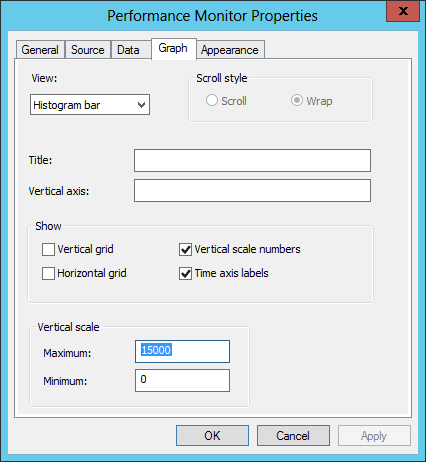 Performance Monitor Properties
x
General Source Data Graph Appearance
View:
Histogram bar
Scroll style
Scroll Wrap
Title:
Vertical axis:
Show
Vertical grid Vertical scale numbers
Horizontal grid Time axis labels
Vertical scale
Maximum: 15000
Minimum: 0
OK Cancel Apply